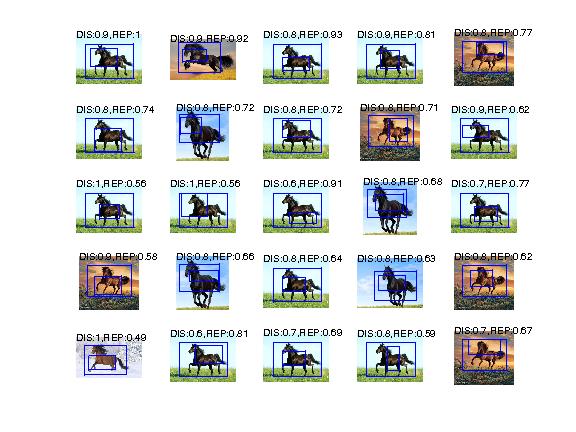 DIS:0.9,REP:1
DIS:0.9,REP:0.92
DIS:0.8,REP:0.93
DIS:0.9,REP:0.81
DIS:0.8,REP:0.77
DIS:0.8,REP:0.74
DIS:0.8,REP:0.72
DIS:0.8,REP:0.72
DIS:0.8,REP:0.71
DIS:0.9,REP:0.62
DIS:1,REP:0.56
DIS:1,REP:0.56
DIS:0.6,REP:0.91
DIS:0.8,REP:0.68
DIS:0.7,REP:0.77
DIS:0.9,REP:0.58
DIS:0.8,REP:0.66
DIS:0.8,REP:0.64
DIS:0.8,REP:0.63
DIS:0.8,REP:0.62
DIS:1,REP:0.49
DIS:0.6,REP:0.81
DIS:0.7,REP:0.69
DIS:0.8,REP:0.59
DIS:0.7,REP:0.67